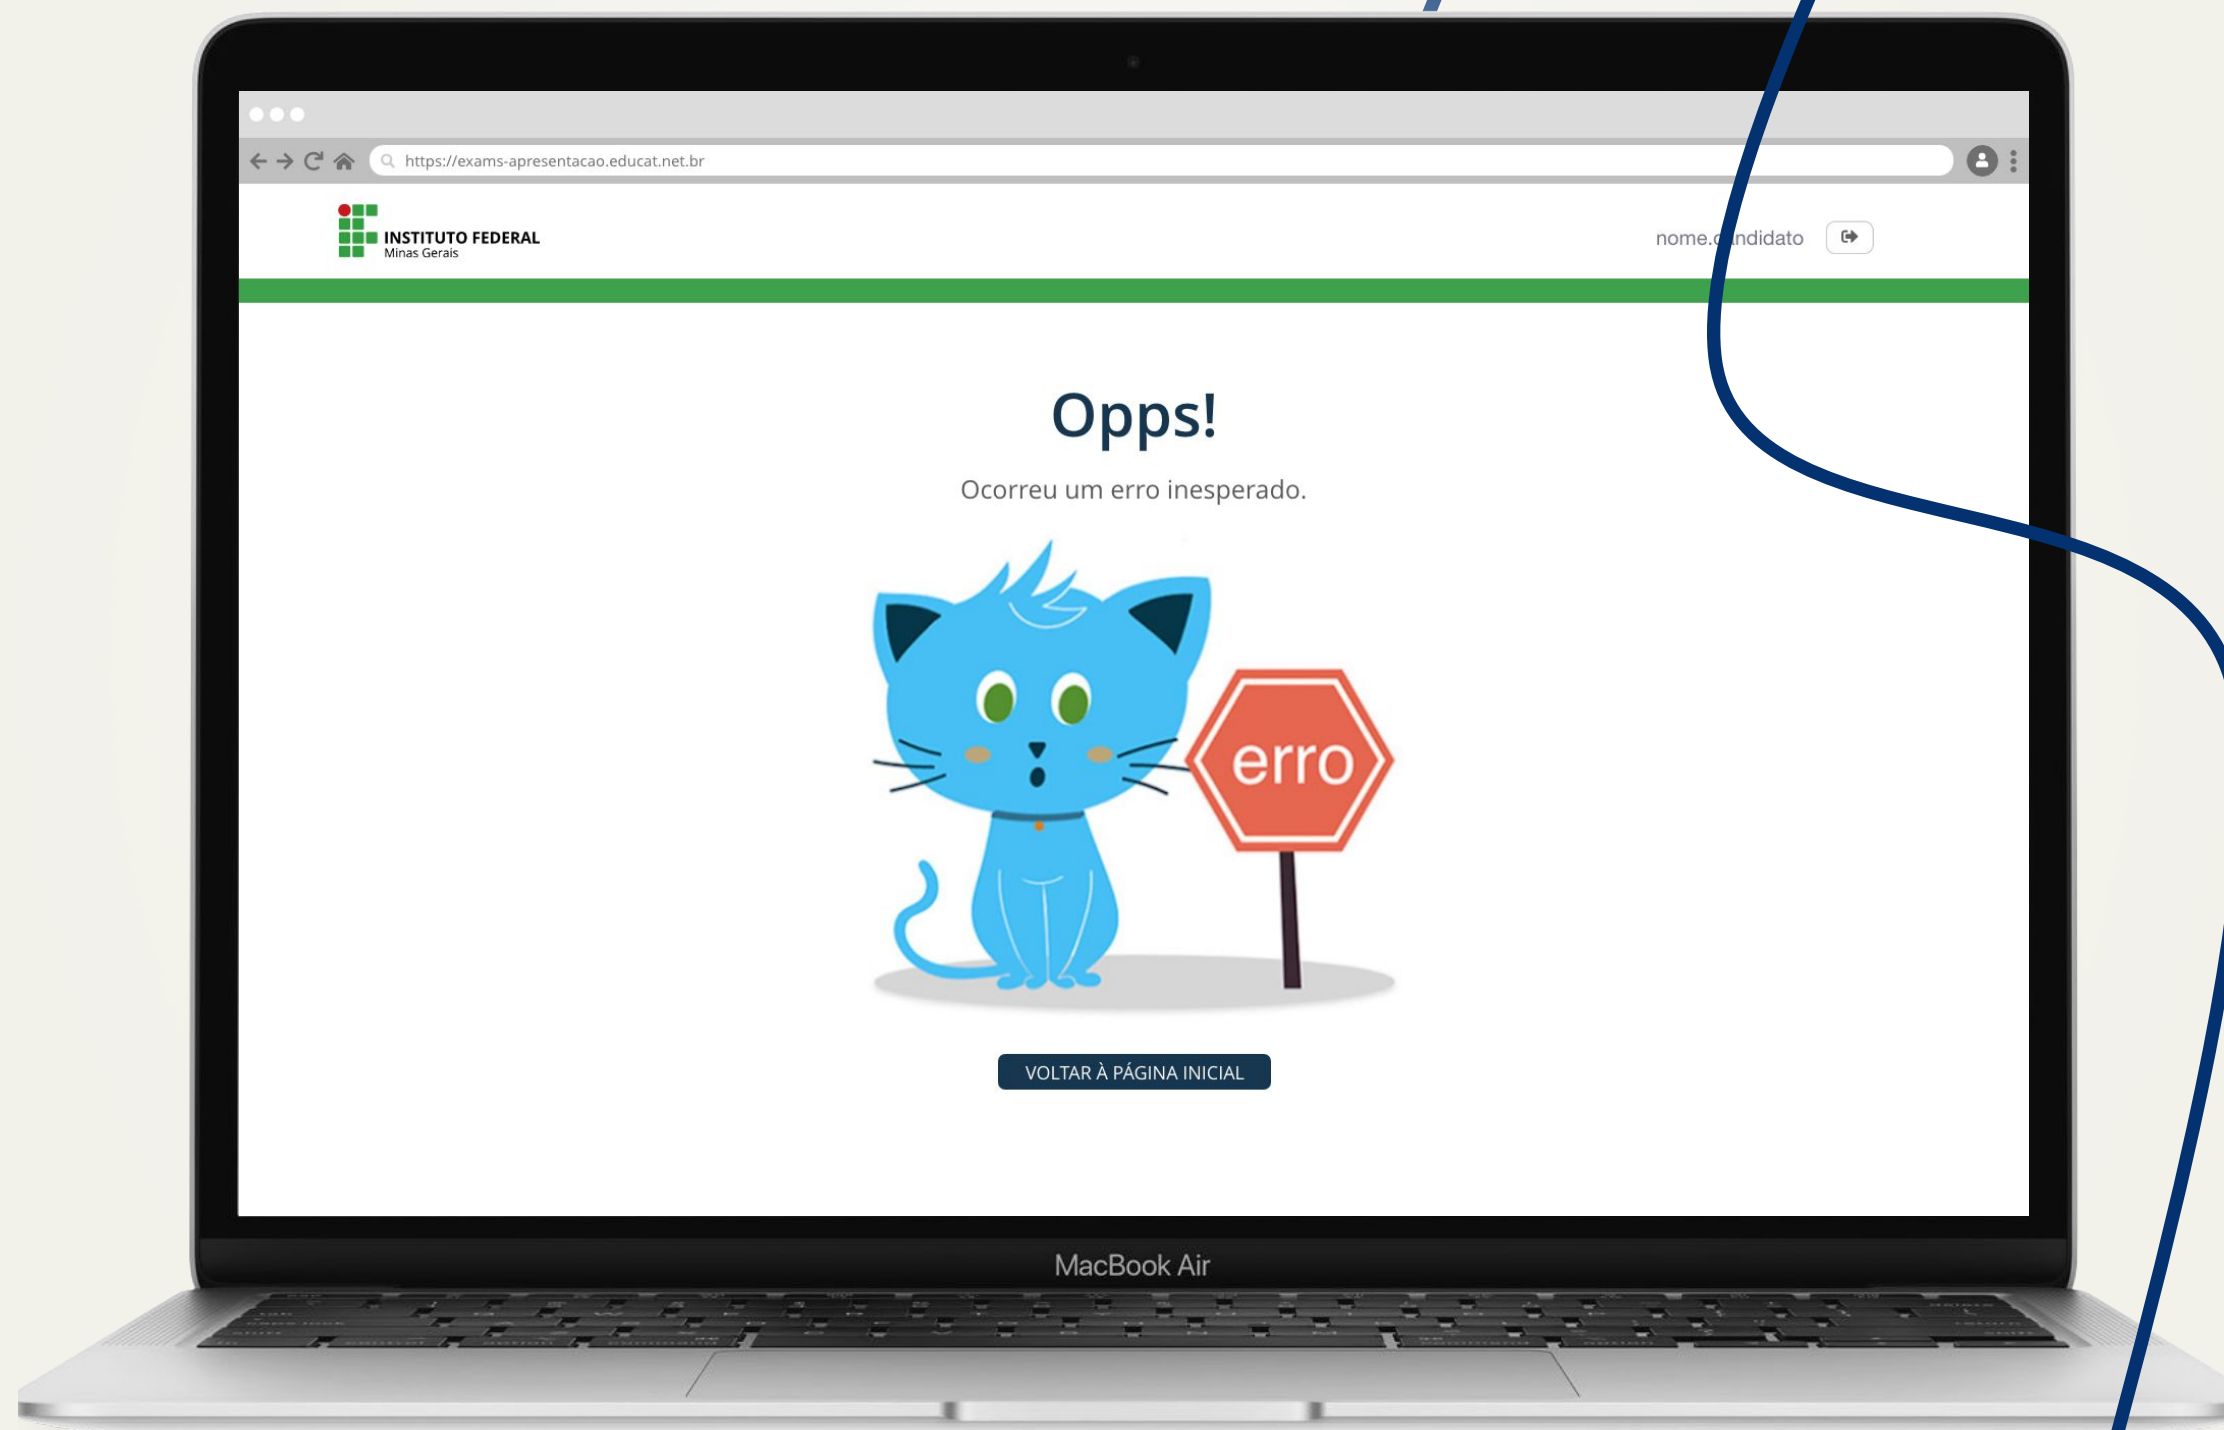 https://exams-apresentacao.educat.net.br
INSTITUTO FEDERAL
Minas Gerais
nome.candidato
Opps!
Ocorreu um erro inesperado.
erro
VOLTAR À PÁGINA INICIAL
MacBook Air